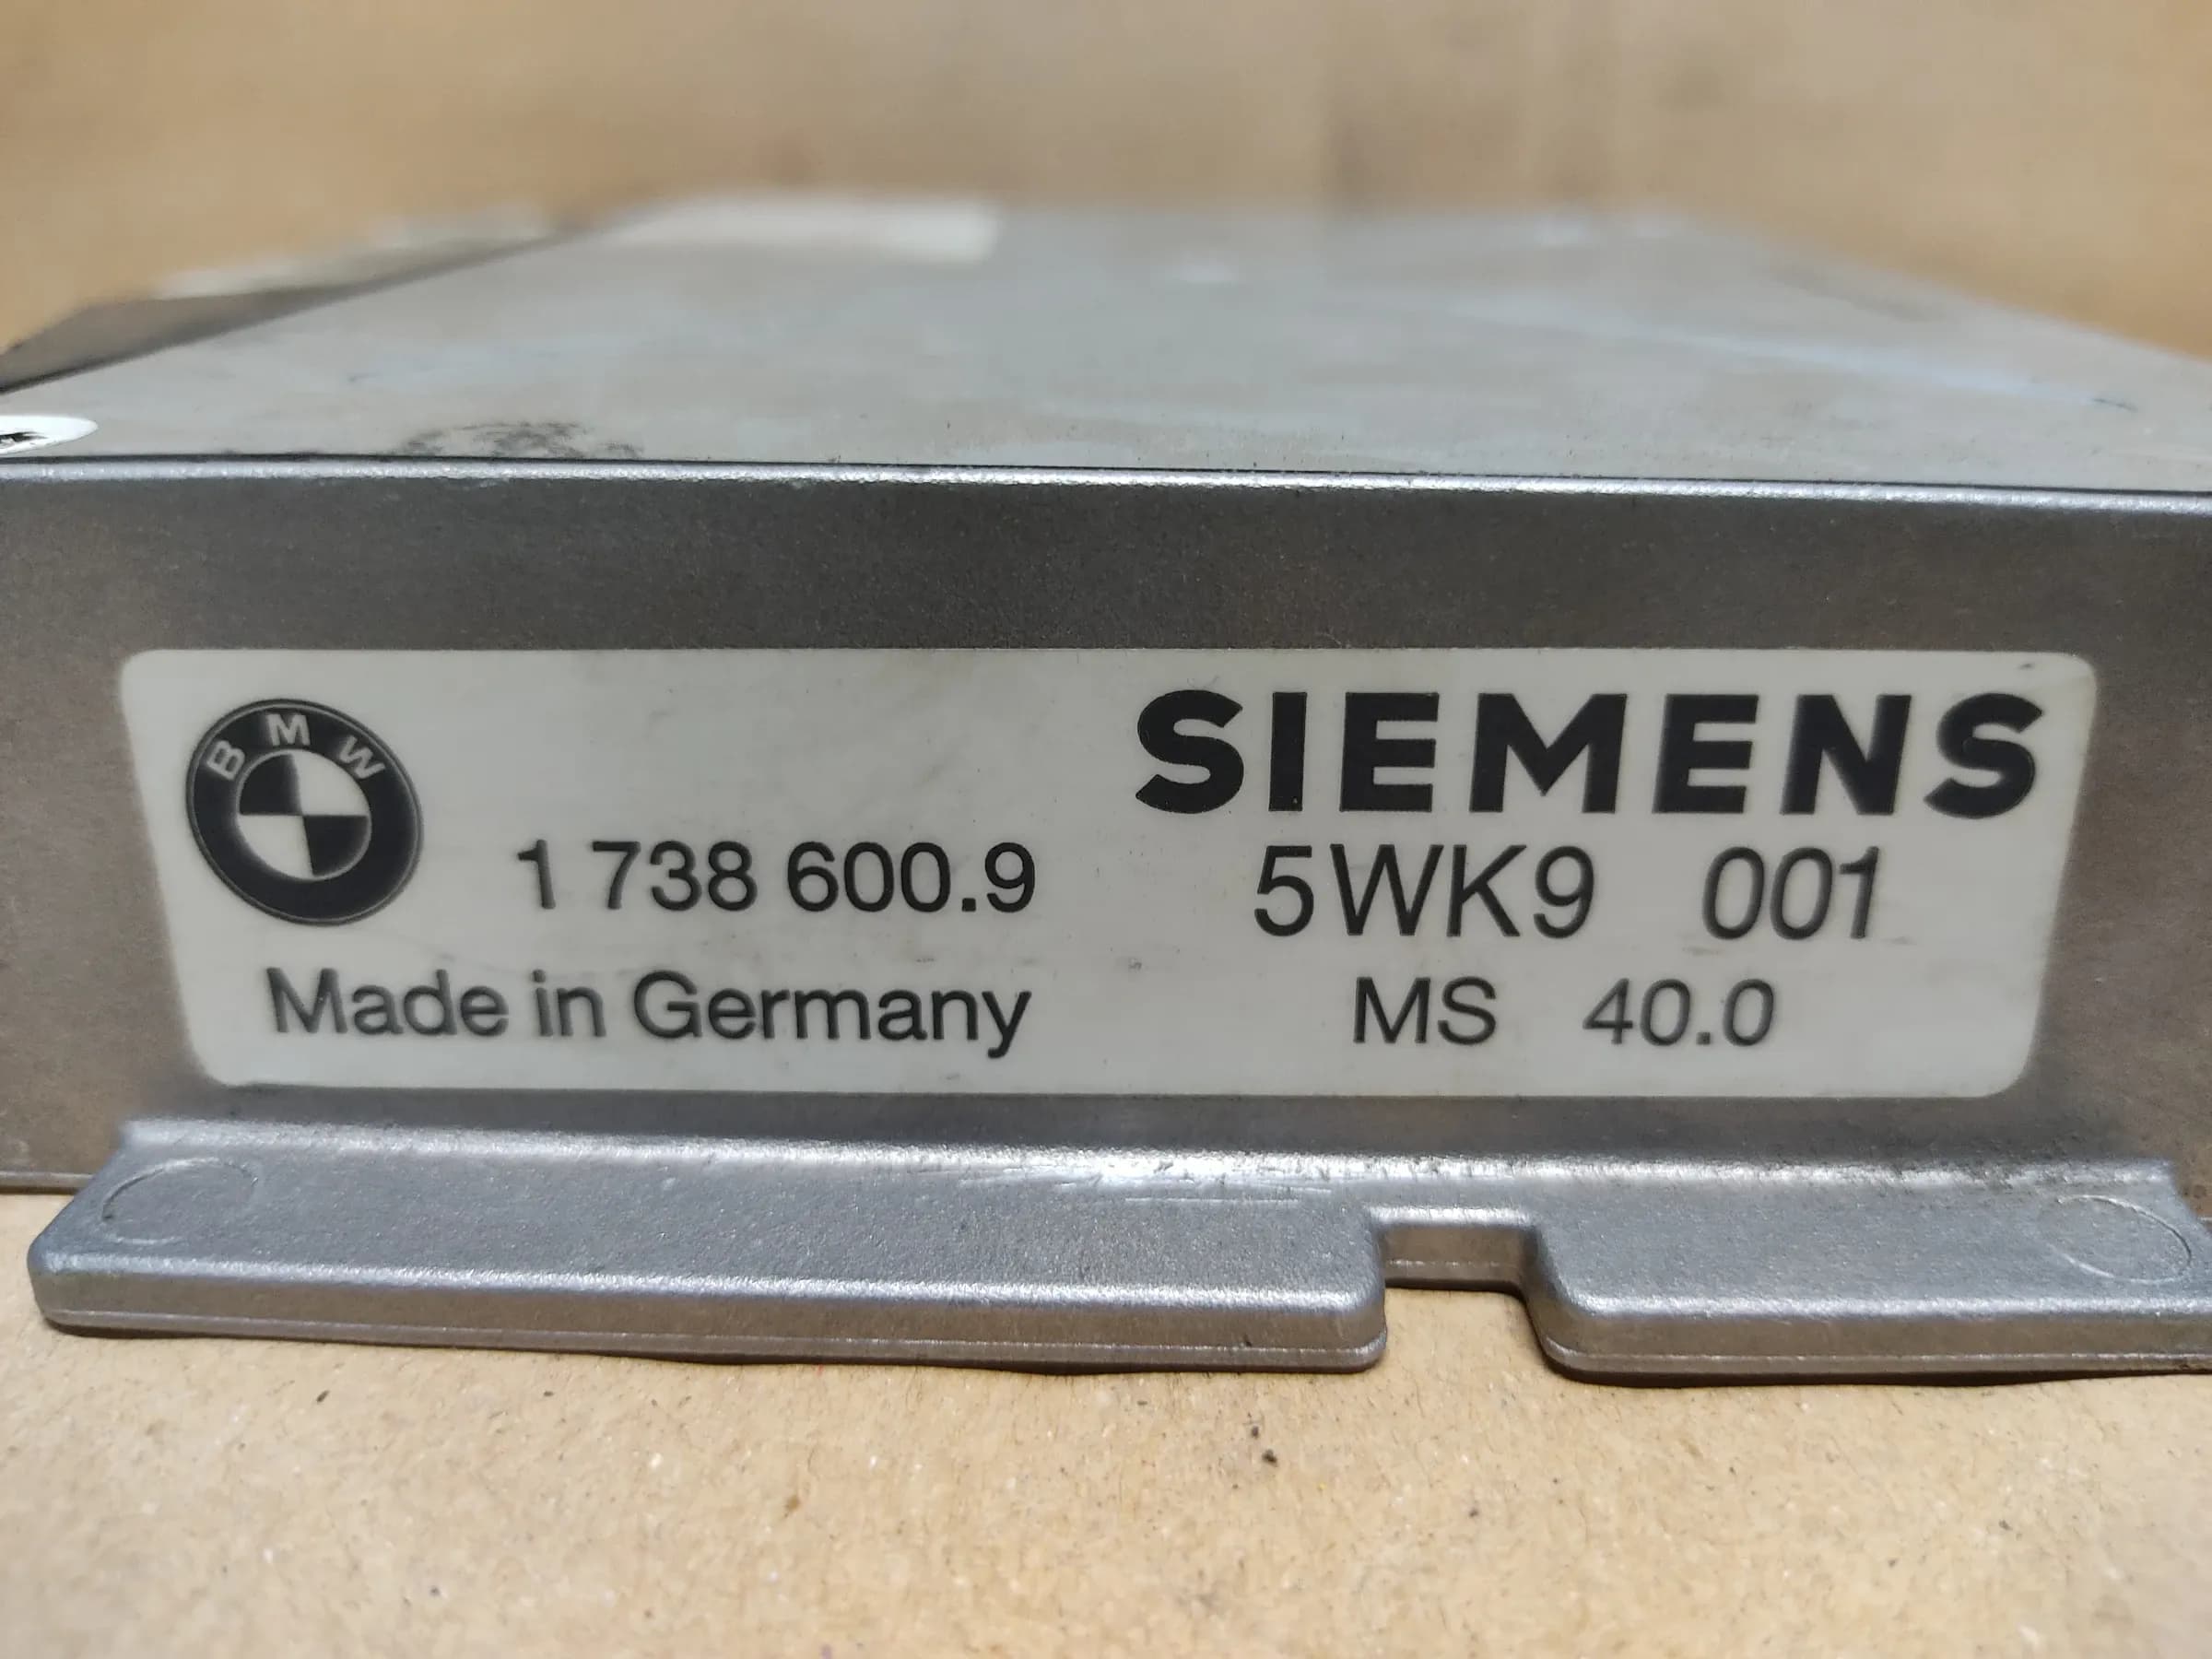 BMW
SIEMENS
1 738 600.9 5WK9 001
Made in Germany MS 40.0